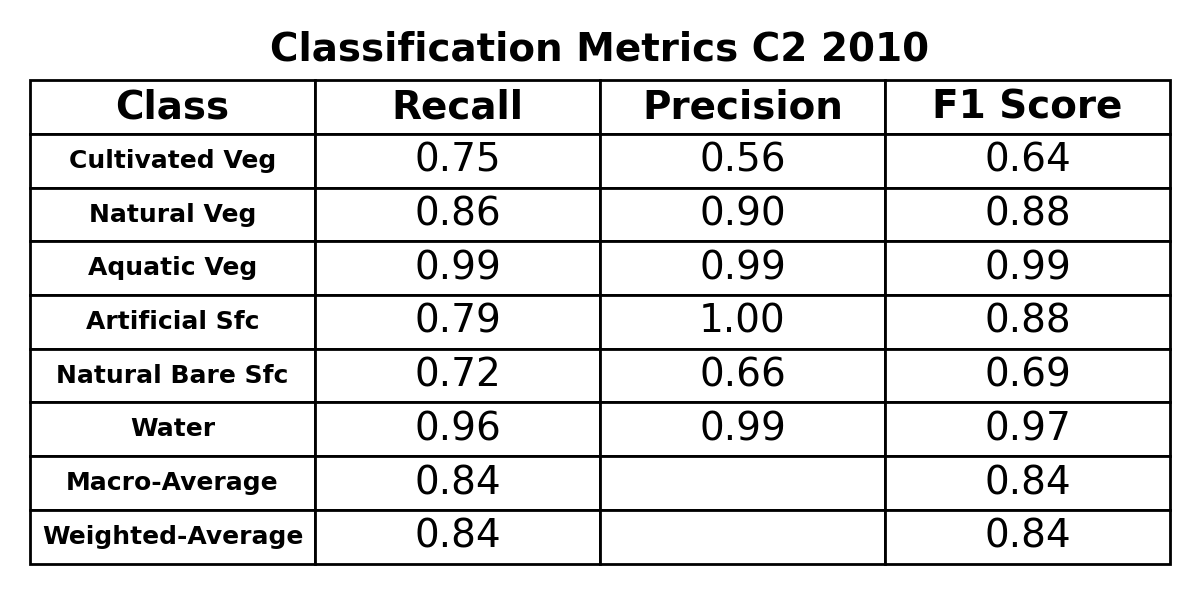 Classification Metrics C2 2010
Class Recall Precision F1 Score
Cultivated Veg 0.75 0.56 0.64
Natural Veg 0.86 0.90 0.88
Aquatic Veg 0.99 0.99 0.99
Artificial Sfc 0.79 1.00 0.88
Natural Bare Sfc 0.72 0.66 0.69
Water 0.96 0.99 0.97
Macro-Average 0.84 0.84
Weighted-Average 0.84 0.84